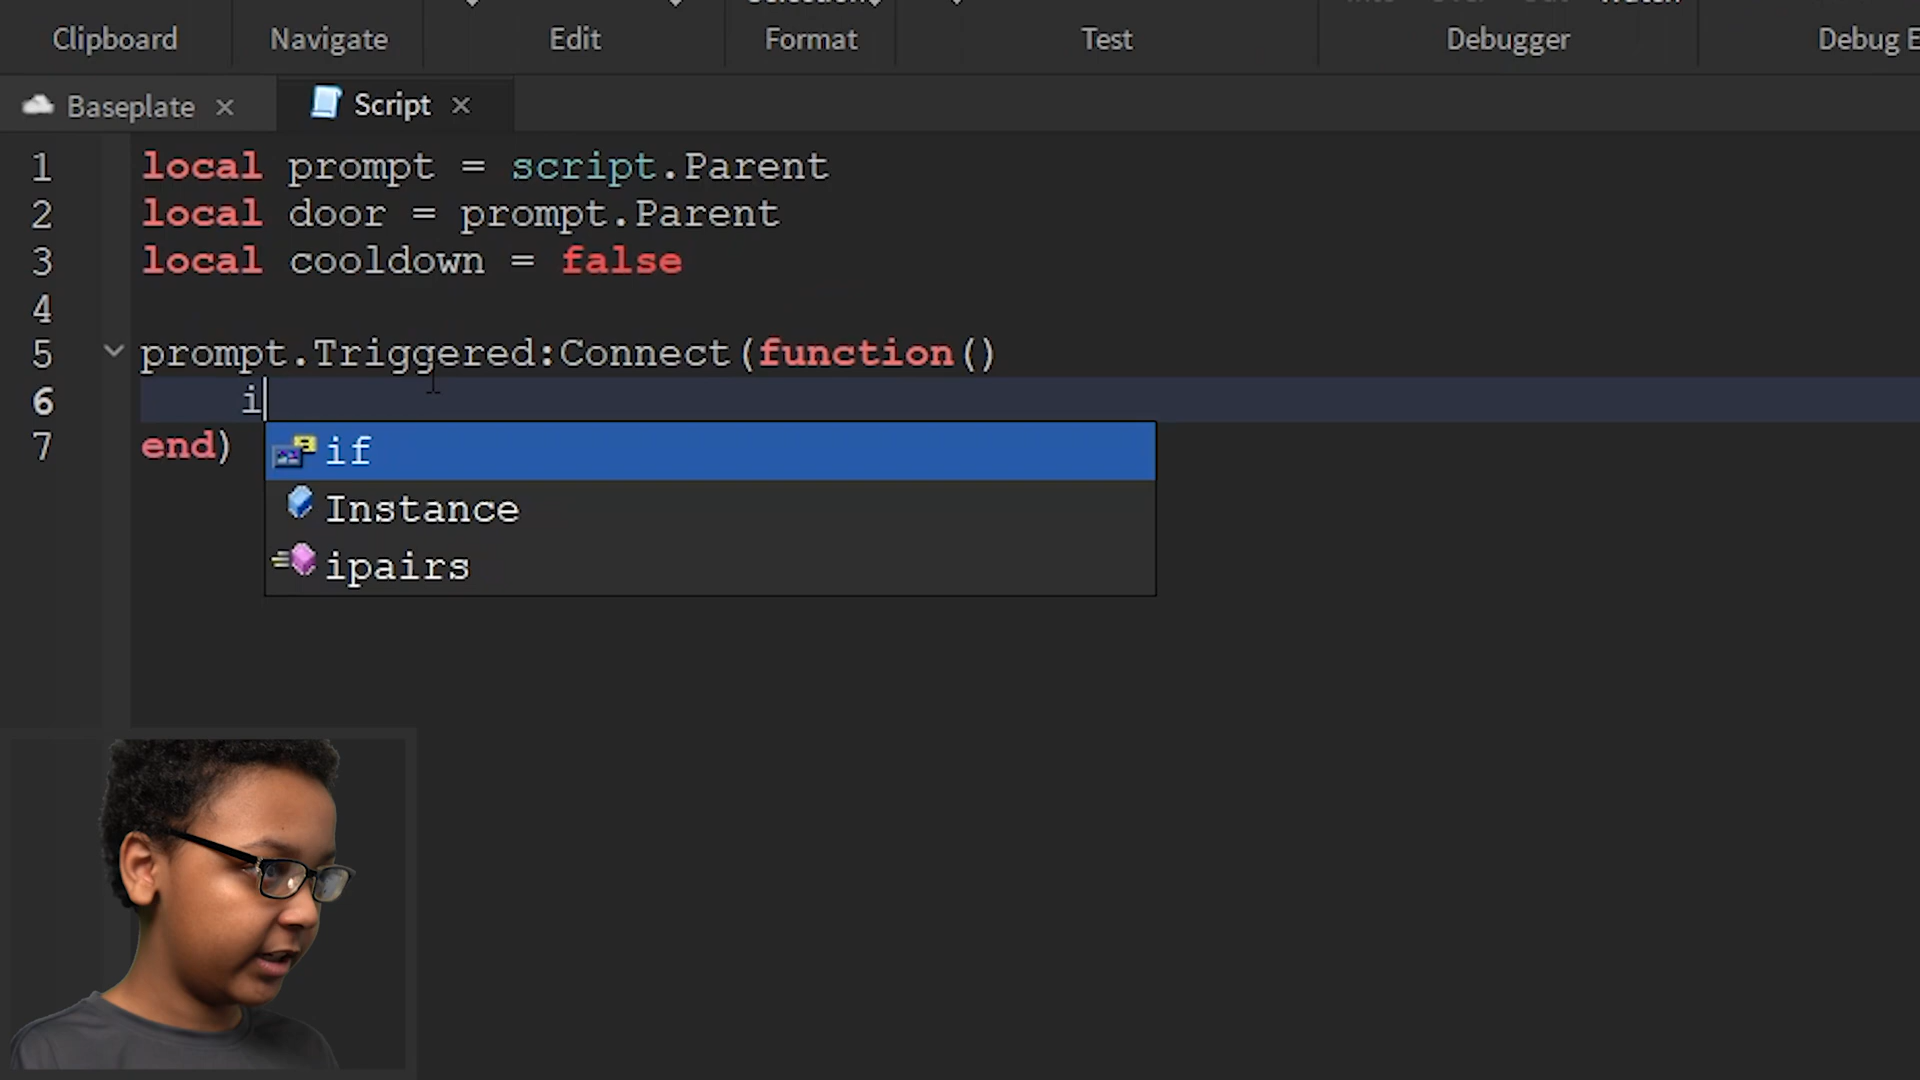 Clipboard Navigate Edit Format Test Debugger Debug E
Baseplate × Script ×
1 local prompt = script.Parent
2 local door = prompt.Parent
3 local cooldown = false
4
5 prompt.Triggered:Connect(function()
6 i
7 end)
if
Instance
ipairs